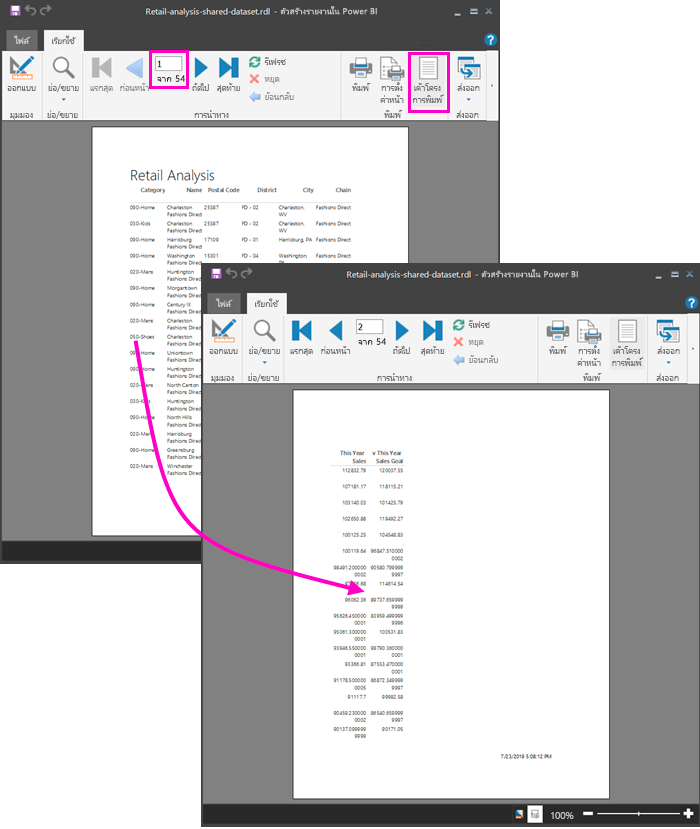 Retail-analysis-shared-dataset.rdl - ตัวสร้างรายงานใน Power BI
ไฟล์ เรียกใช้
ออกแบบ ย่อ/ขยาย แรกสุด ก่อนหน้า 1 จาก 54 ถัดไป สุดท้าย รีเฟรช หยุด ย้อนกลับ พิมพ์ การตั้งค่าหน้า เค้าโครงการพิมพ์ ส่งออก
มุมมอง ย่อ/ขยาย การนำทาง พิมพ์ ส่งออก
Retail Analysis
Category Name Postal Code District City Chain
090-Home Charleston 25387 FD - 02 Charleston, Fashions Direct
Fashions Direct WV
030-Kids Charleston 25387 FD - 02 Charleston, Fashions Direct
Fashions Direct WV
090-Home Harrisburg 17109 FD - 01 Harrisburg, PA Fashions Direct
Fashions Direct
090-Home Washington 15301 FD - 04 Washington, Fashions Direct
Fashions Direct
020-Mens Huntington
Fashions Direct
090-Home Morgantown
Fashions Direct
090-Home Century III
Fashions Direct
020-Mens Charleston
Fashions Direct
050-Shoes Charleston
Fashions Direct
090-Home Uniontown
Fashions Direct
090-Home Huntington
Fashions Direct
020-Mens North Canton
Fashions Direct
030-Kids Huntington
Fashions Direct
090-Home North Hills
Fashions Direct
020-Mens Harrisburg
Fashions Direct
090-Home Greensburg
Fashions Direct
020-Mens Winchester
Fashions Direct
Retail-analysis-shared-dataset.rdl - ตัวสร้างรายงานใน Power BI
ไฟล์ เรียกใช้
ออกแบบ ย่อ/ขยาย แรกสุด ก่อนหน้า 2 จาก 54 ถัดไป สุดท้าย รีเฟรช หยุด ย้อนกลับ พิมพ์ การตั้งค่าหน้า เค้าโครงการพิมพ์ ส่งออก
มุมมอง ย่อ/ขยาย การนำทาง พิมพ์ ส่งออก
This Year v This Year
Sales Sales Goal
112832.79 120037.55
107181.17 118115.21
103140.03 101425.79
102650.88 119492.27
100125.25 104548.83
100119.64 96847.510000
0002
98491.20000 90580.799999
0002 9997
114614.54
96062.36 89737.659999
9999
95626.450000 83959.499999
0001 9996
95061.300000 100531.83
0001
93946.550000 98790.360000
0001 0001
93366.81 87553.470000
0001
91178.500000 86872.349999
0005 9997
91117.7 99982.58
90459.230000 86540.659999
0002 9997
90137.099999 90171.05
9999
7/23/2019 5:08:12 PM
100%